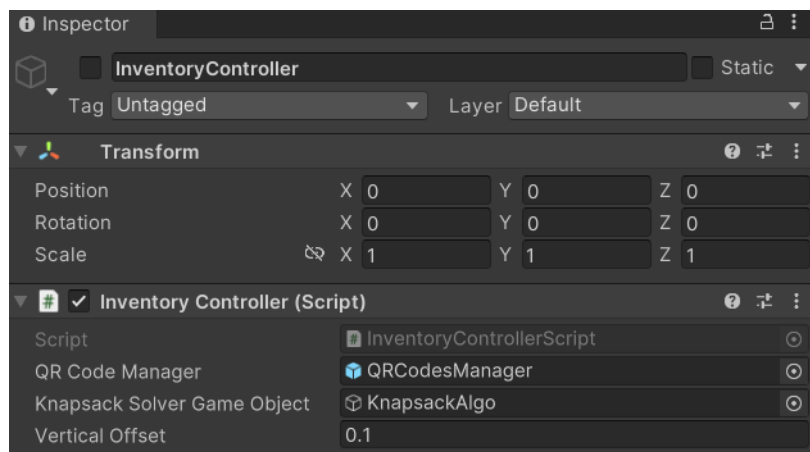 Inspector
InventoryController Static
Tag Untagged Layer Default
Transform
Position X 0 Y 0 Z 0
Rotation X 0 Y 0 Z 0
Scale X 1 Y 1 Z 1
# Inventory Controller (Script)
Script # InventoryControllerScript
QR Code Manager QRCodesManager
Knapsack Solver Game Object KnapsackAlgo
Vertical Offset 0.1